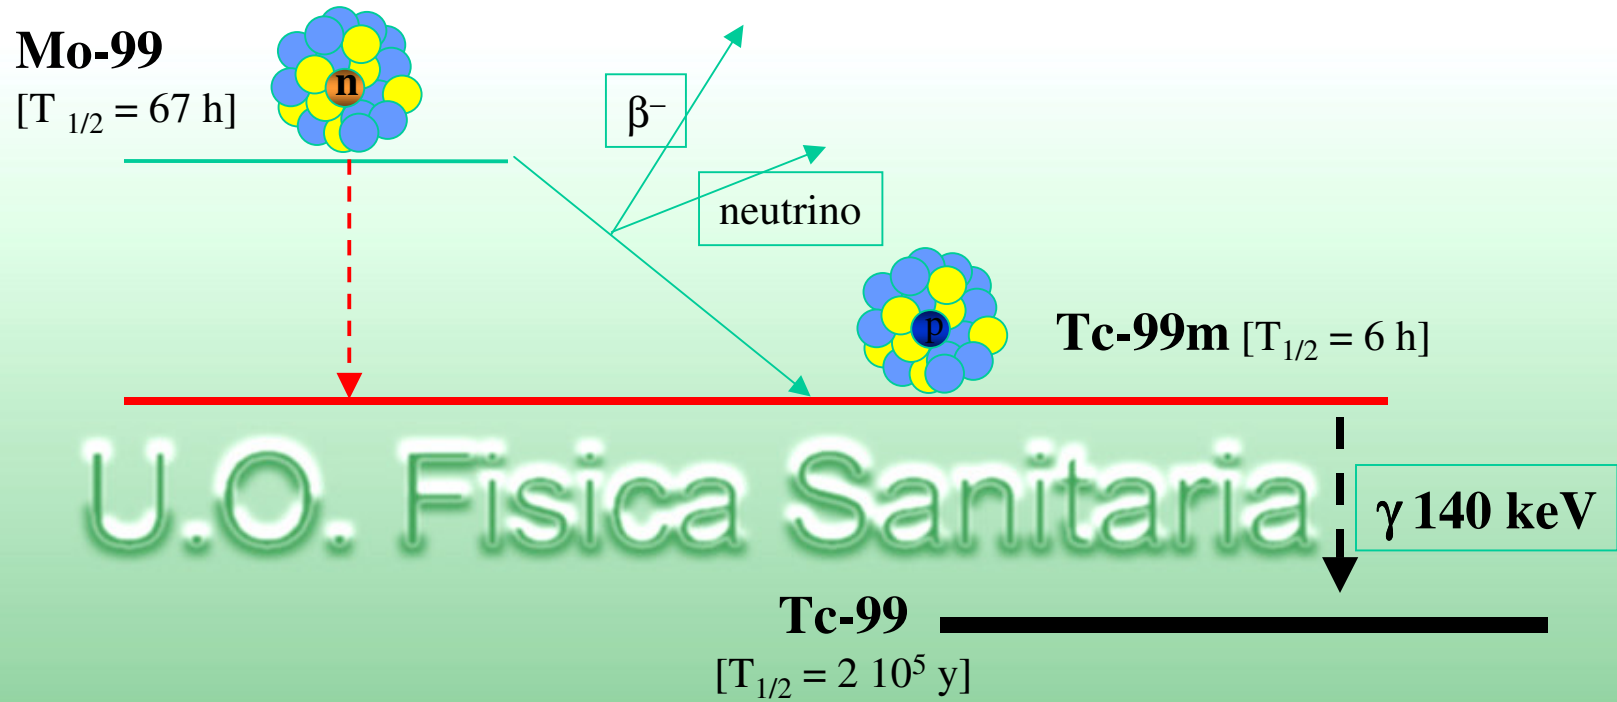 Mo-99
[T 1/2 = 67 h]
n
β⁻
neutrino
p
Tc-99m [T1/2 = 6 h]
U.O. Fisica Sanitaria
γ 140 keV
Tc-99
[T1/2 = 2 10⁵ y]